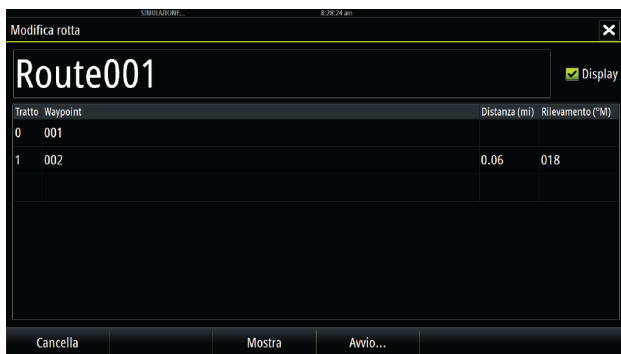 SIMULAZIONE... 8:28:24 am
Modifica rotta
Route001 Display
Tratto Waypoint Distanza (mi) Rilevamento (°M)
0 001
1 002 0.06 018
Cancella Mostra Avvio...